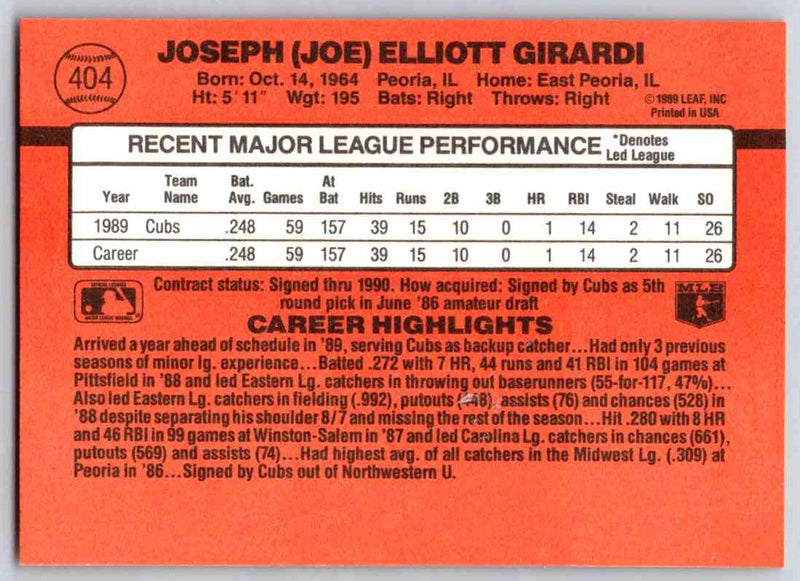 404
JOSEPH (JOE) ELLIOTT GIRARDI
Born: Oct. 14, 1964 Peoria, IL Home: East Peoria, IL
Ht: 5'11" Wgt: 195 Bats: Right Throws: Right
©1989 LEAF, INC
Printed in USA
RECENT MAJOR LEAGUE PERFORMANCE *Denotes Led League
Year Team Name Bat. Avg. Games At Bat Hits Runs 2B 3B HR RBI Steal Walk SO
1989 Cubs .248 59 157 39 15 10 0 1 14 2 11 26
Career .248 59 157 39 15 10 0 1 14 2 11 26
Contract status: Signed thru 1990. How acquired: Signed by Cubs as 5th
round pick in June '86 amateur draft
MLB
CAREER HIGHLIGHTS
Arrived a year ahead of schedule in '89, serving Cubs as backup catcher...Had only 3 previous
seasons of minor lg. experience...Batted .272 with 7 HR, 44 runs and 41 RBI in 104 games at
Pittsfield in '88 and led Eastern Lg. catchers in throwing out baserunners (55-for-117, 47%)...
Also led Eastern Lg. catchers in fielding (.992), putouts assists (76) and chances (528) in
'88 despite separating his shoulder 8/7 and missing the rest of the season...Hit .280 with 8 HR
and 46 RBI in 99 games at Winston-Salem in '87 and led Carolina Lg. catchers in chances (661),
putouts (569) and assists (74)...Had highest avg. of all catchers in the Midwest Lg. (.309) at
Peoria in '86...Signed by Cubs out of Northwestern U.